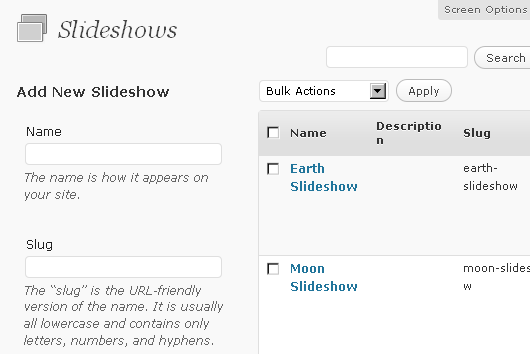 Screen Options
Slideshows
Search
Add New Slideshow
Bulk Actions
Apply
Name
The name is how it appears on
your site.
Slug
The “slug” is the URL-friendly
version of the name. It is usually
all lowercase and contains only
letters, numbers, and hyphens.
Name
Descriptio
n
Slug
Earth
Slideshow
earth-
slideshow
Moon
Slideshow
moon-slides
w